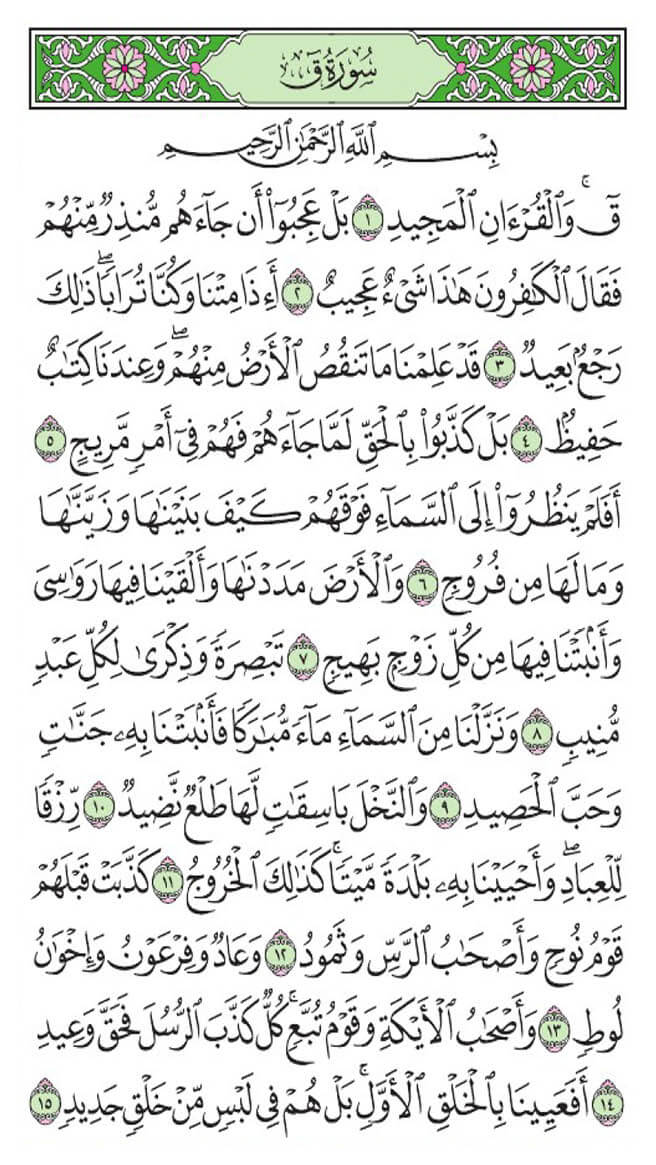 سُورَةُ قٓ
بِسْمِ ٱللَّهِ ٱلرَّحْمَٰنِ ٱلرَّحِيمِ
قٓۚ وَٱلْقُرْءَانِ ٱلْمَجِيدِ ١ بَلْ عَجِبُوٓا۟ أَن جَآءَهُم مُّنذِرٌ مِّنْهُمْ
فَقَالَ ٱلْكَٰفِرُونَ هَٰذَا شَىْءٌ عَجِيبٌ ٢ أَءِذَا مِتْنَا وَكُنَّا تُرَابًاۖ ذَٰلِكَ
رَجْعٌۢ بَعِيدٌ ٣ قَدْ عَلِمْنَا مَا تَنقُصُ ٱلْأَرْضُ مِنْهُمْۖ وَعِندَنَا كِتَٰبٌ
حَفِيظٌۢ ٤ بَلْ كَذَّبُوا۟ بِٱلْحَقِّ لَمَّا جَآءَهُمْ فَهُمْ فِىٓ أَمْرٍ مَّرِيجٍ ٥
أَفَلَمْ يَنظُرُوٓا۟ إِلَى ٱلسَّمَآءِ فَوْقَهُمْ كَيْفَ بَنَيْنَٰهَا وَزَيَّنَّٰهَا
وَمَا لَهَا مِن فُرُوجٍ ٦ وَٱلْأَرْضَ مَدَدْنَٰهَا وَأَلْقَيْنَا فِيهَا رَوَٰسِىَ
وَأَنۢبَتْنَا فِيهَا مِن كُلِّ زَوْجٍۭ بَهِيجٍ ٧ تَبْصِرَةً وَذِكْرَىٰ لِكُلِّ عَبْدٍ
مُّنِيبٍ ٨ وَنَزَّلْنَا مِنَ ٱلسَّمَآءِ مَآءً مُّبَٰرَكًا فَأَنۢبَتْنَا بِهِۦ جَنَّٰتٍ
وَحَبَّ ٱلْحَصِيدِ ٩ وَٱلنَّخْلَ بَاسِقَٰتٍ لَّهَا طَلْعٌ نَّضِيدٌ ١٠ رِّزْقًا
لِّلْعِبَادِۖ وَأَحْيَيْنَا بِهِۦ بَلْدَةً مَّيْتًاۚ كَذَٰلِكَ ٱلْخُرُوجُ ١١ كَذَّبَتْ قَبْلَهُمْ
قَوْمُ نُوحٍ وَأَصْحَٰبُ ٱلرَّسِّ وَثَمُودُ ١٢ وَعَادٌ وَفِرْعَوْنُ وَإِخْوَٰنُ
لُوطٍ ١٣ وَأَصْحَٰبُ ٱلْأَيْكَةِ وَقَوْمُ تُبَّعٍۚ كُلٌّ كَذَّبَ ٱلرُّسُلَ فَحَقَّ وَعِيدِ
١٤ أَفَعَيِينَا بِٱلْخَلْقِ ٱلْأَوَّلِۚ بَلْ هُمْ فِى لَبْسٍ مِّنْ خَلْقٍ جَدِيدٍ ١٥